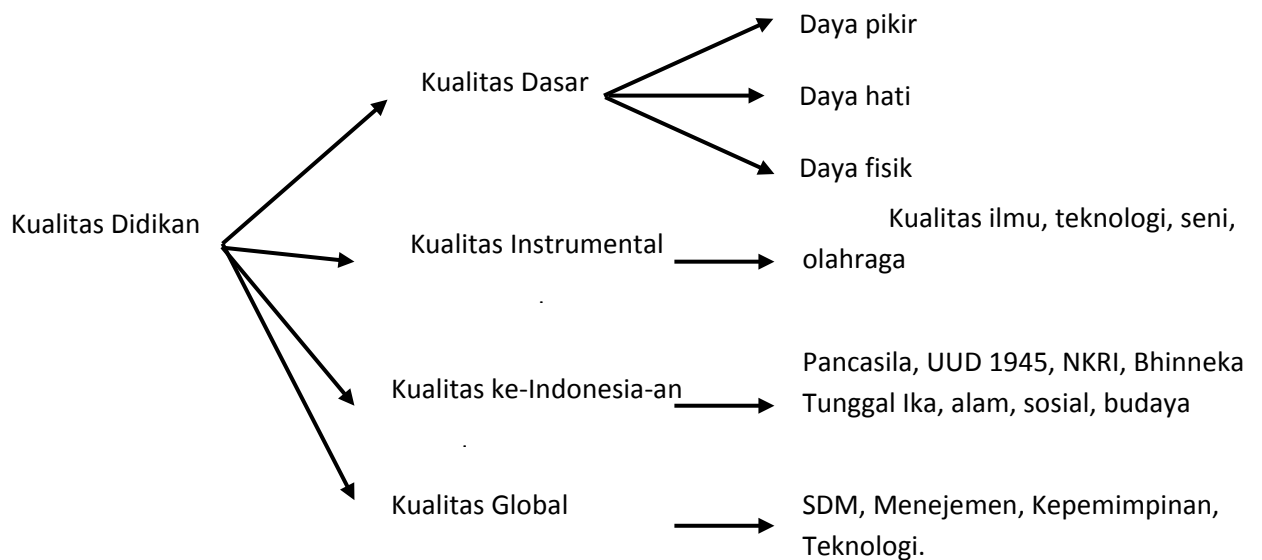 Daya pikir
Kualitas Dasar
Daya hati
Daya fisik
Kualitas Didikan
Kualitas Instrumental
Kualitas ilmu, teknologi, seni,
olahraga
Kualitas ke-Indonesia-an
Pancasila, UUD 1945, NKRI, Bhinneka
Tunggal Ika, alam, sosial, budaya
Kualitas Global
SDM, Menejemen, Kepemimpinan,
Teknologi.